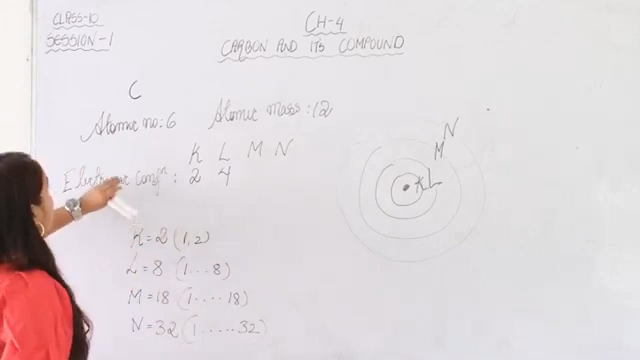 CLASS-10
SESSION-1
CH-4
CARBON AND ITS COMPOUND
C
Atomic no: 6 Atomic mass: 12
K L M N
Electronic confgn : 2 4
K = 2 (1, 2)
L = 8 (1 ... 8)
M = 18 (1 .... 18)
N = 32 (1 ..... 32)
N
M
K L